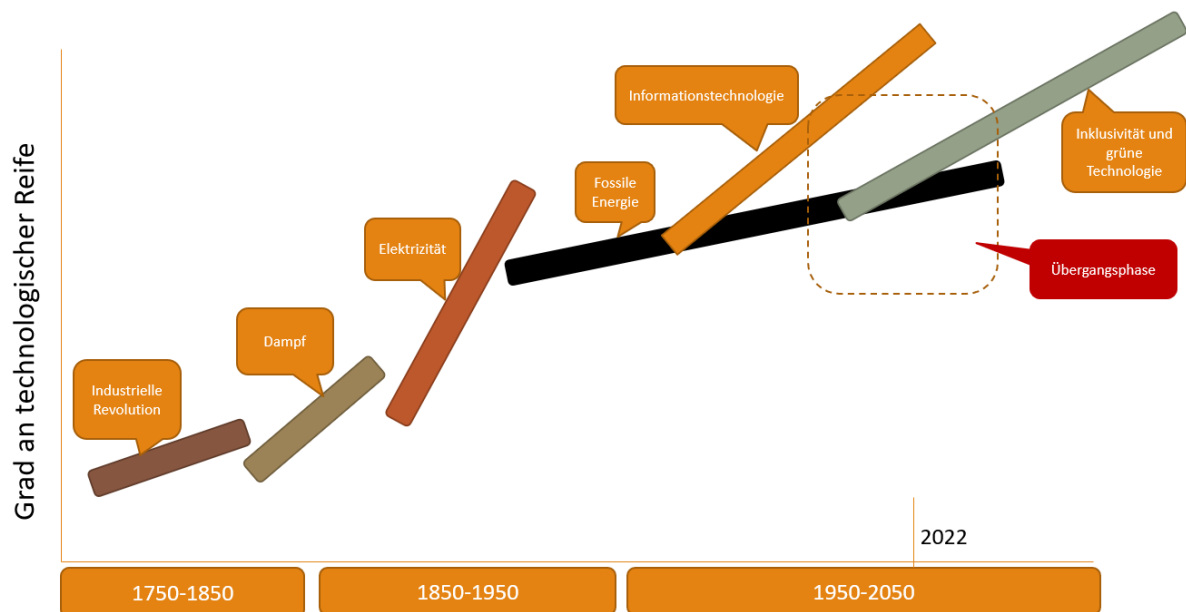 Grad an technologischer Reife
Industrielle
Revolution
Dampf
Elektrizität
Fossile
Energie
Informationstechnologie
Inklusivität und
grüne
Technologie
Übergangsphase
2022
1750-1850
1850-1950
1950-2050